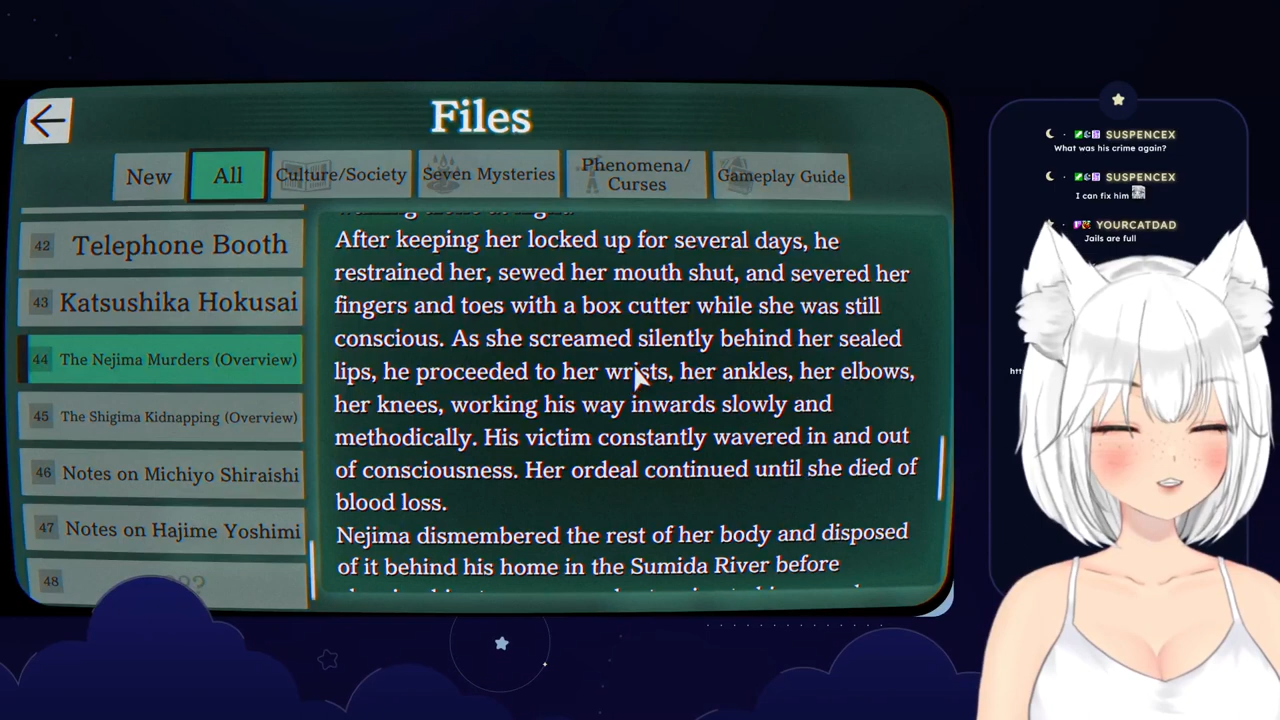 Files
New
All
Culture/Society
Seven Mysteries
Phenomena/
Curses
Gameplay Guide
42 Telephone Booth
43 Katsushika Hokusai
44 The Nejima Murders (Overview)
45 The Shigima Kidnapping (Overview)
46 Notes on Michiyo Shiraishi
47 Notes on Hajime Yoshimi
48 ???
After keeping her locked up for several days, he
restrained her, sewed her mouth shut, and severed her
fingers and toes with a box cutter while she was still
conscious. As she screamed silently behind her sealed
lips, he proceeded to her wrists, her ankles, her elbows,
her knees, working his way inwards slowly and
methodically. His victim constantly wavered in and out
of consciousness. Her ordeal continued until she died of
blood loss.
Nejima dismembered the rest of her body and disposed
of it behind his home in the Sumida River before
SUSPENCEX
What was his crime again?
SUSPENCEX
I can fix him
YOURCATDAD
Jails are full